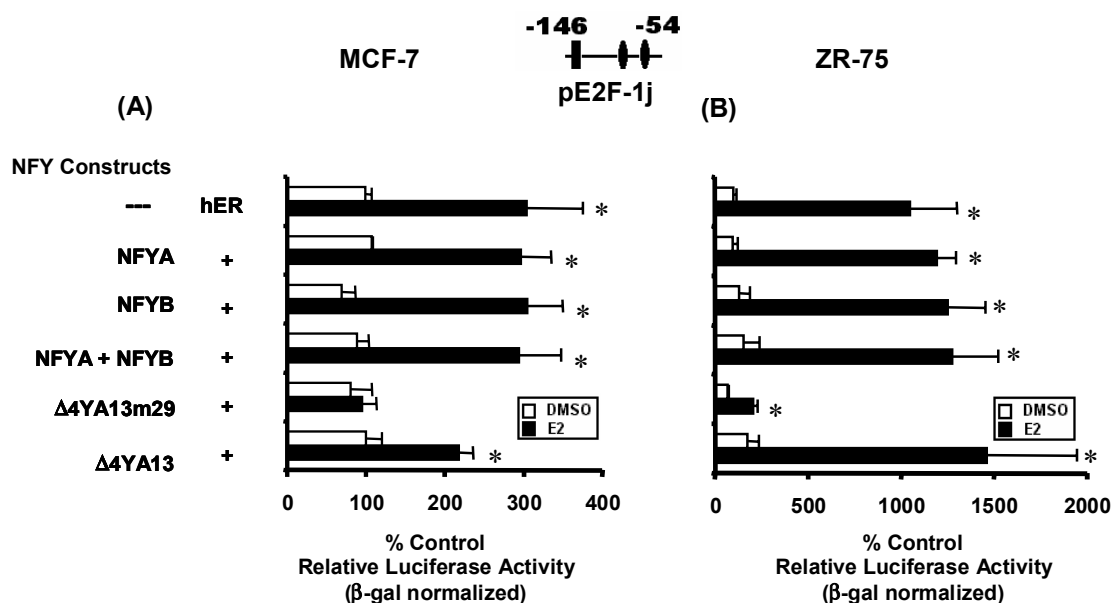 -146 -54
MCF-7
ZR-75
pE2F-1j
(A)
(B)
NFY Constructs
--- hER
NFYA +
NFYB +
NFYA + NFYB +
Δ4YA13m29 +
Δ4YA13 +
*
*
*
*
*
DMSO
E2
*
*
*
*
*
*
DMSO
E2
0 100 200 300 400
0 500 1000 1500 2000
% Control
Relative Luciferase Activity
(β-gal normalized)
% Control
Relative Luciferase Activity
(β-gal normalized)